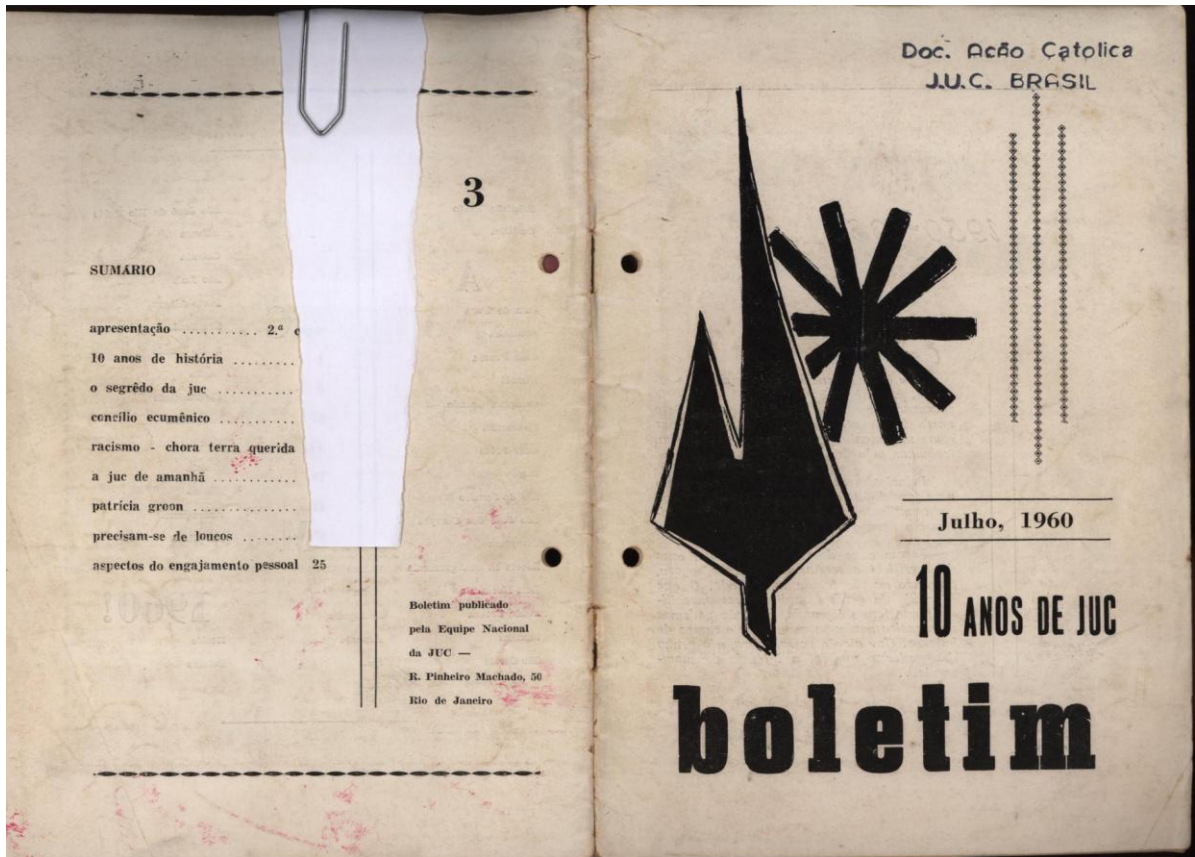 3
SUMÁRIO
apresentação .......... 2.ª
10 anos de história ........
o segrêdo da juc ..........
concílio ecumênico ..........
racismo - chora terra querida
a juc de amanhã ............
patrícia green ..............
precisam-se de loucos .......
aspectos do engajamento pessoal 25
Boletim publicado
pela Equipe Nacional
da JUC —
R. Pinheiro Machado, 50
Rio de Janeiro
Doc. Acão Catolica
J.U.C. BRASIL
Julho, 1960
10 ANOS DE JUC
boletim